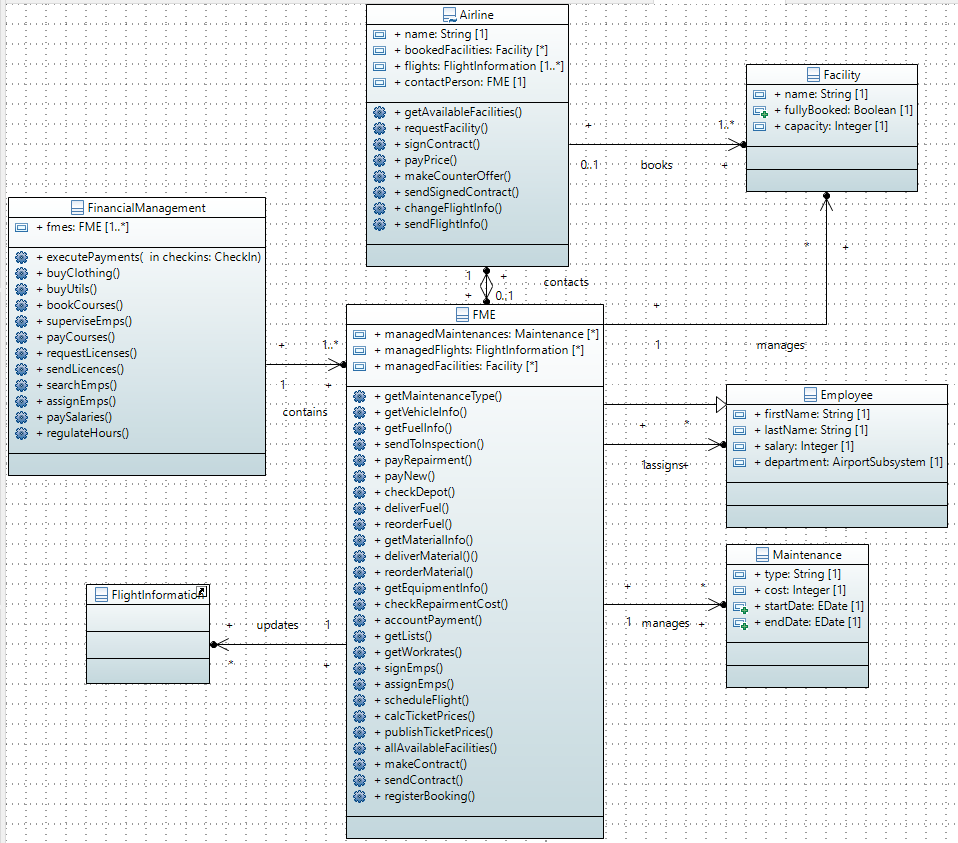 Airline
+ name: String [1]
+ bookedFacilities: Facility [*]
+ flights: FlightInformation [1..*]
+ contactPerson: FME [1]
+ getAvailableFacilities()
+ requestFacility()
+ signContract()
+ payPrice()
+ makeCounterOffer()
+ sendSignedContract()
+ changeFlightInfo()
+ sendFlightInfo()
Facility
+ name: String [1]
+ fullyBooked: Boolean [1]
+ capacity: Integer [1]
+
1..*
0..1
books
+
FinancialManagement
+ fmes: FME [1..*]
+ executePayments( in checkins: CheckIn)
+ buyClothing()
+ buyUtils()
+ bookCourses()
+ superviseEmps()
+ payCourses()
+ requestLicenses()
+ sendLicences()
+ searchEmps()
+ assignEmps()
+ paySalaries()
+ regulateHours()
1
+
contacts
+
0..1
*
+
+
1
manages
+
1..*
1
+
contains
FME
+ managedMaintenances: Maintenance [*]
+ managedFlights: FlightInformation [*]
+ managedFacilities: Facility [*]
+ getMaintenanceType()
+ getVehicleInfo()
+ getFuelInfo()
+ sendToInspection()
+ payRepairment()
+ payNew()
+ checkDepot()
+ deliverFuel()
+ reorderFuel()
+ getMaterialInfo()
+ deliverMaterial()()
+ reorderMaterial()
+ getEquipmentInfo()
+ checkRepairmentCost()
+ accountPayment()
+ getLists()
+ getWorkrates()
+ signEmps()
+ assignEmps()
+ scheduleFlight()
+ calcTicketPrices()
+ publishTicketPrices()
+ allAvailableFacilities()
+ makeContract()
+ sendContract()
+ registerBooking()
Employee
+ firstName: String [1]
+ lastName: String [1]
+ salary: Integer [1]
+ department: AirportSubsystem [1]
+
*
1assigns+
Maintenance
+ type: String [1]
+ cost: Integer [1]
+ startDate: EDate [1]
+ endDate: EDate [1]
+
*
1
manages
+
FlightInformation
+
updates
1
*
+